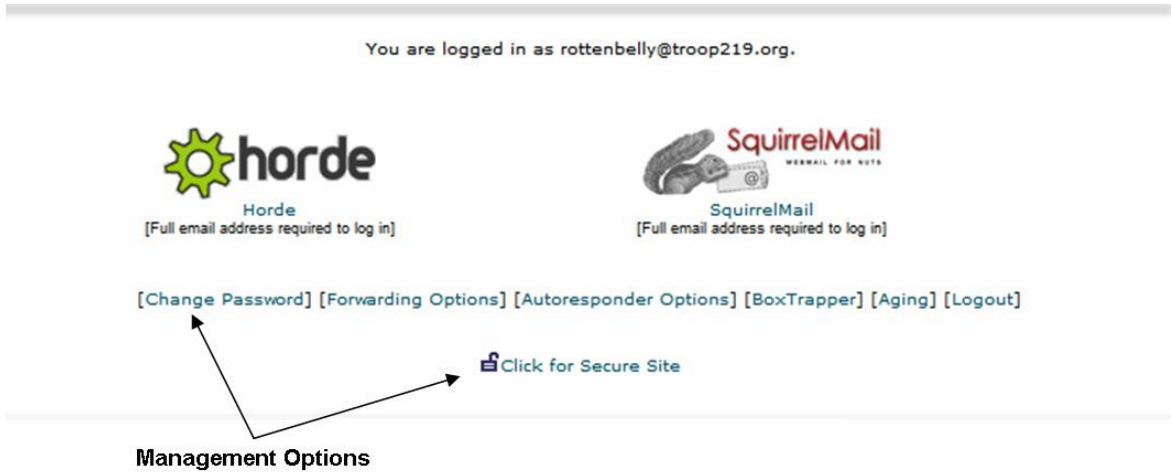 You are logged in as rottenbelly@troop219.org.
horde
SquirrelMail
WEBMAIL FOR NUTS
@
Horde
SquirrelMail
[Full email address required to log in]
[Full email address required to log in]
[Change Password] [Forwarding Options] [Autoresponder Options] [BoxTrapper] [Aging] [Logout]
Click for Secure Site
Management Options